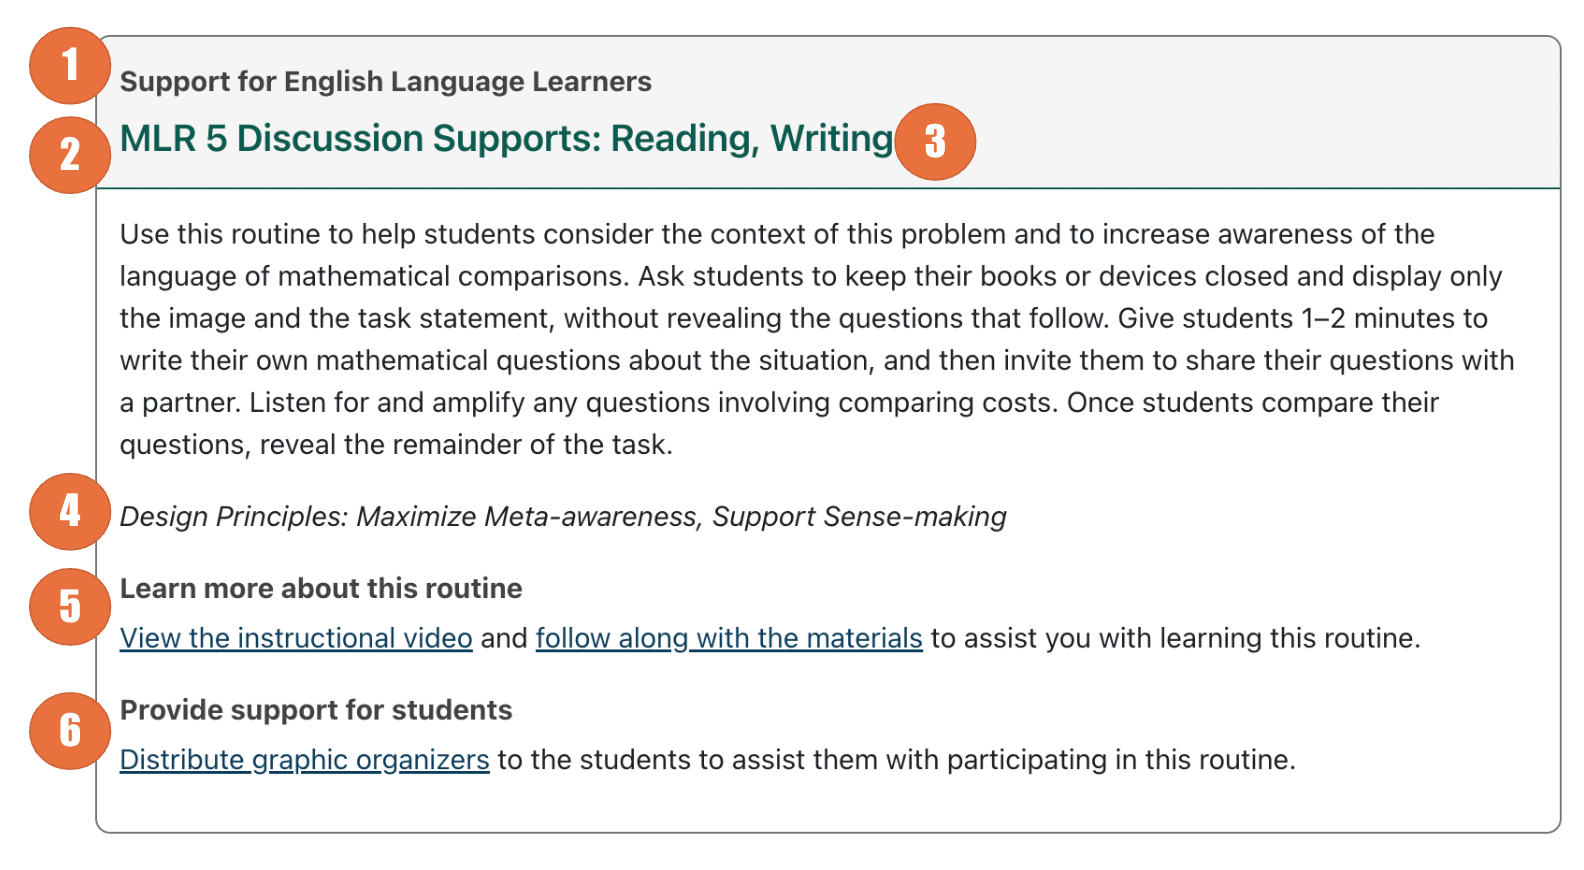 1
Support for English Language Learners
2
MLR 5 Discussion Supports: Reading, Writing
3
Use this routine to help students consider the context of this problem and to increase awareness of the
language of mathematical comparisons. Ask students to keep their books or devices closed and display only
the image and the task statement, without revealing the questions that follow. Give students 1–2 minutes to
write their own mathematical questions about the situation, and then invite them to share their questions with
a partner. Listen for and amplify any questions involving comparing costs. Once students compare their
questions, reveal the remainder of the task.
4
Design Principles: Maximize Meta-awareness, Support Sense-making
5
Learn more about this routine
View the instructional video and follow along with the materials to assist you with learning this routine.
6
Provide support for students
Distribute graphic organizers to the students to assist them with participating in this routine.